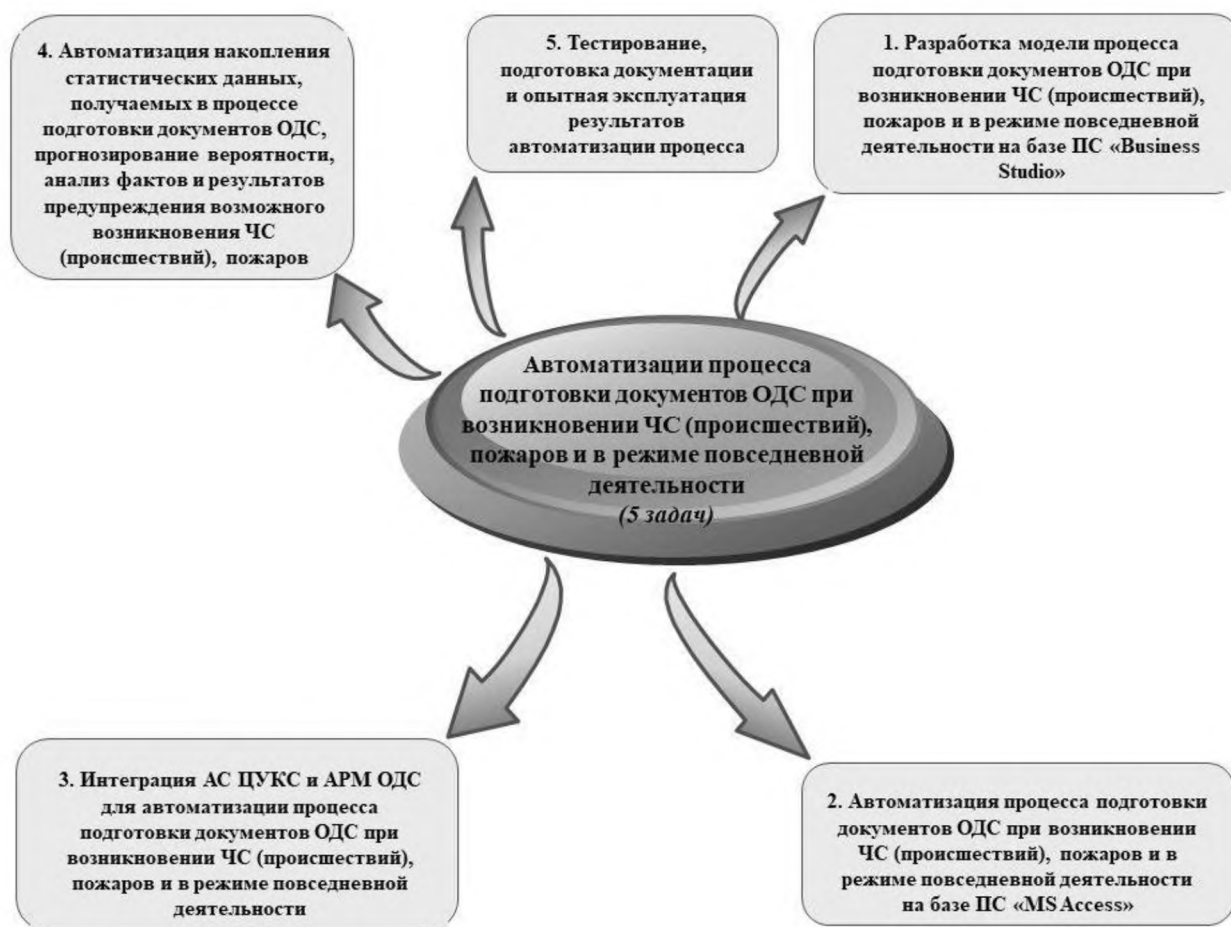 4. Автоматизация накопления
статистических данных,
получаемых в процессе
подготовки документов ОДС,
прогнозирование вероятности,
анализ фактов и результатов
предупреждения возможного
возникновения ЧС
(происшествий), пожаров
5. Тестирование,
подготовка документации
и опытная эксплуатация
результатов
автоматизации процесса
1. Разработка модели процесса
подготовки документов ОДС при
возникновении ЧС (происшествий),
пожаров и в режиме повседневной
деятельности на базе ПС «Business
Studio»
Автоматизации процесса
подготовки документов ОДС при
возникновении ЧС (происшествий),
пожаров и в режиме повседневной
деятельности
(5 задач)
3. Интеграция АС ЦУКС и АРМ ОДС
для автоматизации процесса
подготовки документов ОДС при
возникновении ЧС (происшествий),
пожаров и в режиме повседневной
деятельности
2. Автоматизация процесса подготовки
документов ОДС при возникновении
ЧС (происшествий), пожаров и в
режиме повседневной деятельности
на базе ПС «MS Access»